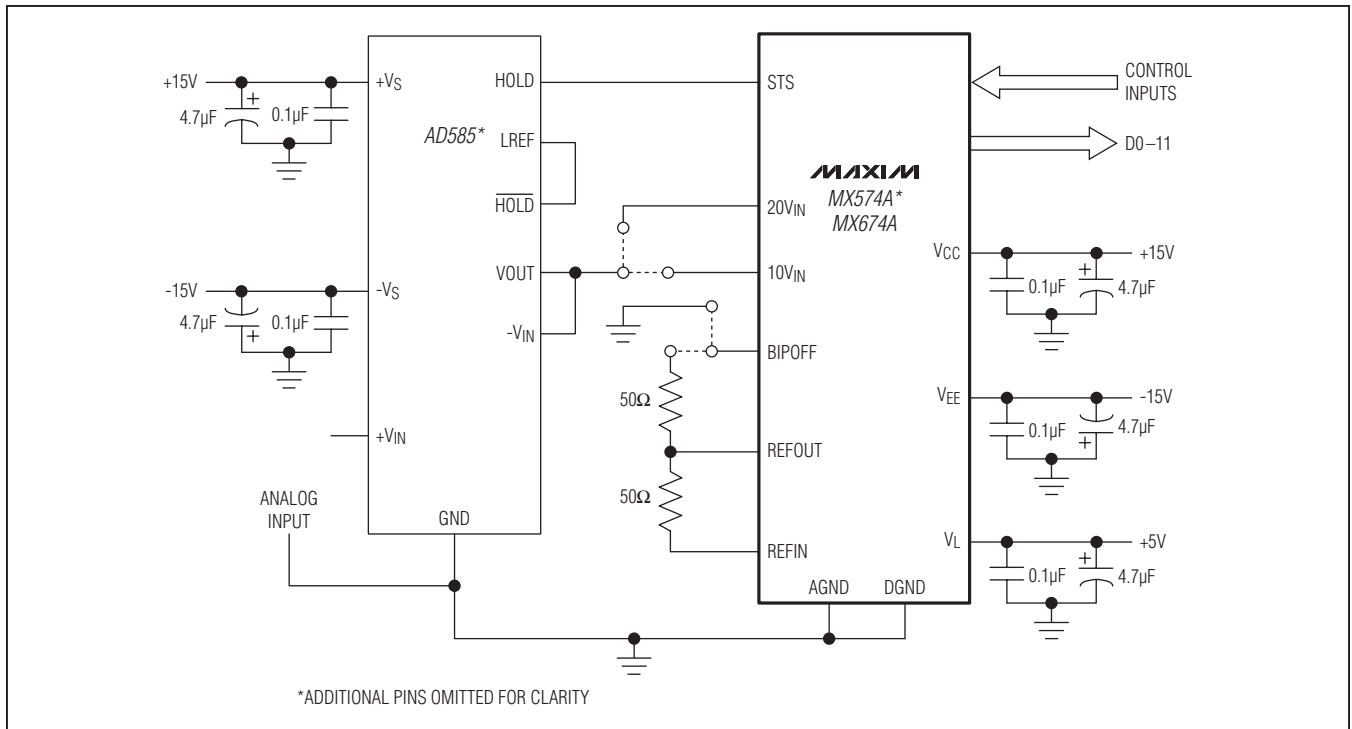 +15V
4.7µF
+
0.1µF
+VS
HOLD
AD585*
LREF
HOLD
VOUT
-15V
4.7µF
+
0.1µF
-VS
-VIN
+VIN
ANALOG
INPUT
GND
STS
MAXIM
MX574A*
MX674A
20VIN
10VIN
BIPOFF
50Ω
REFOUT
50Ω
REFIN
AGND
DGND
CONTROL
INPUTS
D0–11
VCC
+15V
0.1µF
+
4.7µF
VEE
-15V
0.1µF
+
4.7µF
VL
+5V
0.1µF
+
4.7µF
*ADDITIONAL PINS OMITTED FOR CLARITY